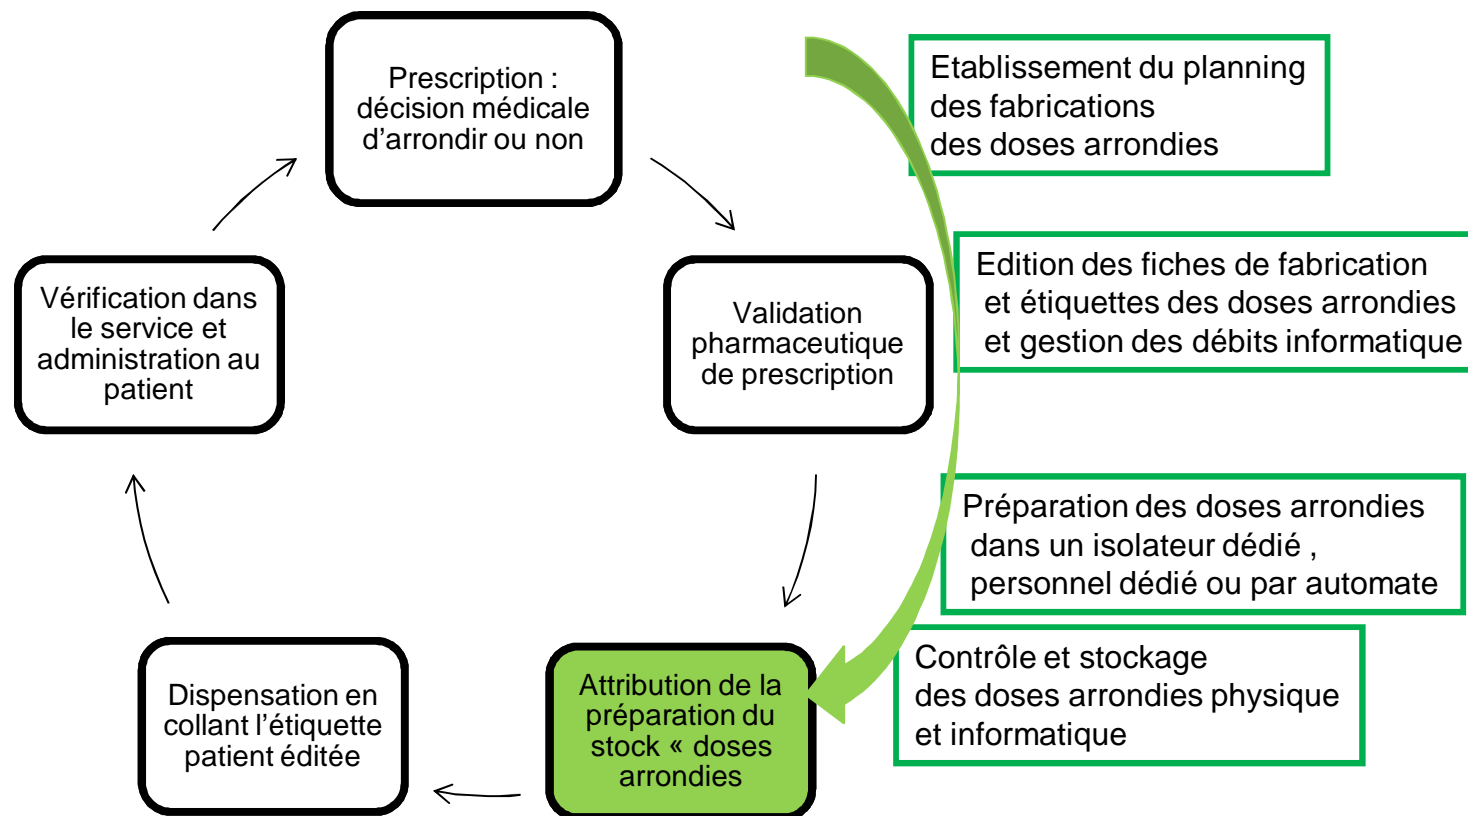 Prescription :
décision médicale
d’arrondir ou non
Etablissement du planning
des fabrications
des doses arrondies
Edition des fiches de fabrication
et étiquettes des doses arrondies
et gestion des débits informatique
Vérification dans
le service et
administration au
patient
Validation
pharmaceutique
de prescription
Préparation des doses arrondies
dans un isolateur dédié ,
personnel dédié ou par automate
Contrôle et stockage
des doses arrondies physique
et informatique
Attribution de la
préparation du
stock « doses
arrondies
Dispensation en
collant l’étiquette
patient éditée